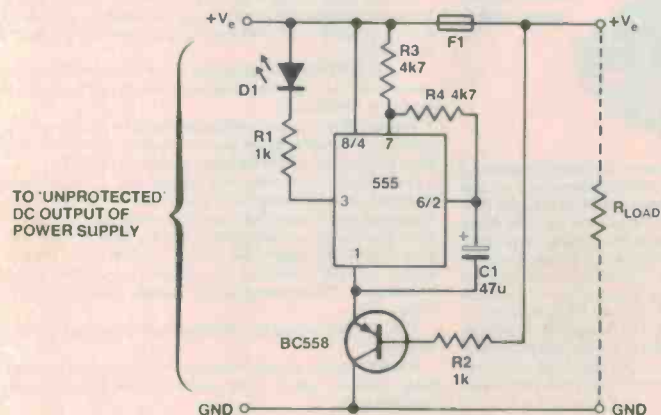 +Ve
F1
+Ve
R3
4k7
R4 4k7
D1
R1
1k
8/4
7
555
3
6/2
TO 'UNPROTECTED'
DC OUTPUT OF
POWER SUPPLY
RLOAD
1
+
C1
47u
BC558
R2
1k
GND
GND